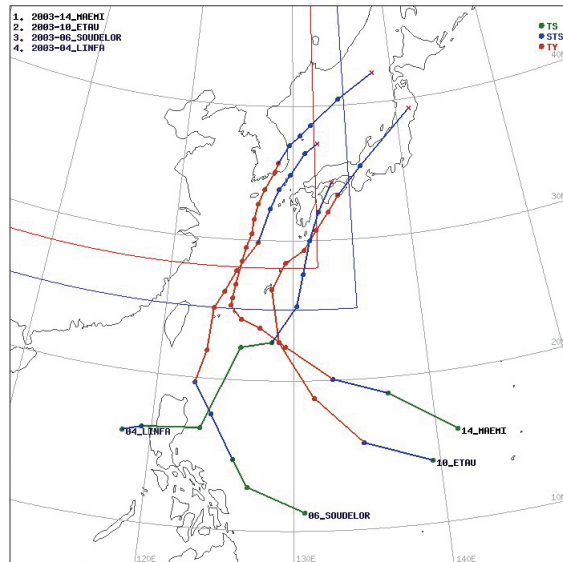 1. 2003-14_MAEMI
2. 2003-10_ETAU
3. 2003-06_SOUDELOR
4. 2003-04_LINFA
TS
STS
TY
40N
30N
20N
04_LINFA
14_MAEMI
10_ETAU
10N
06_SOUDELOR
120E
130E
140E